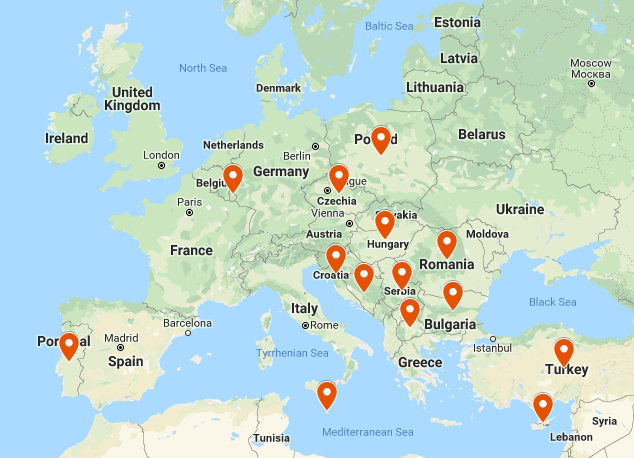 Baltic Sea
Estonia
Latvia
Moscow
Москва
North Sea
Lithuania
Denmark
United
Kingdom
Ireland
Belarus
Netherlands
Berlin
London
Germany
Czechia
Paris
Ukraine
Vienna
Austria
Moldova
Hungary
France
Romania
Croatia
Serbia
Italy
Black Sea
Barcelona
Rome
Bulgaria
Madrid
Istanbul
Tyrrhenian Sea
Spain
Greece
Turkey
Syria
Mediterranean Sea
Tunisia
Lebanon